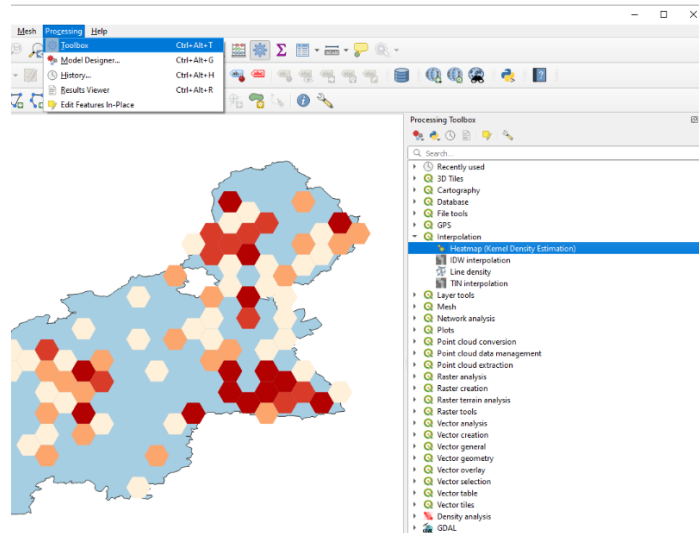 Mesh Processing Help
Toolbox Ctrl+Alt+T
Model Designer... Ctrl+Alt+G
History... Ctrl+Alt+H
Results Viewer Ctrl+Alt+R
Edit Features In-Place
Processing Toolbox
Search...
Recently used
3D Tiles
Cartography
Database
File tools
GPS
Interpolation
Heatmap (Kernel Density Estimation)
IDW interpolation
Line density
TIN interpolation
Layer tools
Mesh
Network analysis
Plots
Point cloud conversion
Point cloud data management
Point cloud extraction
Raster analysis
Raster creation
Raster terrain analysis
Raster tools
Vector analysis
Vector creation
Vector general
Vector geometry
Vector overlay
Vector selection
Vector table
Vector tiles
Density analysis
GDAL